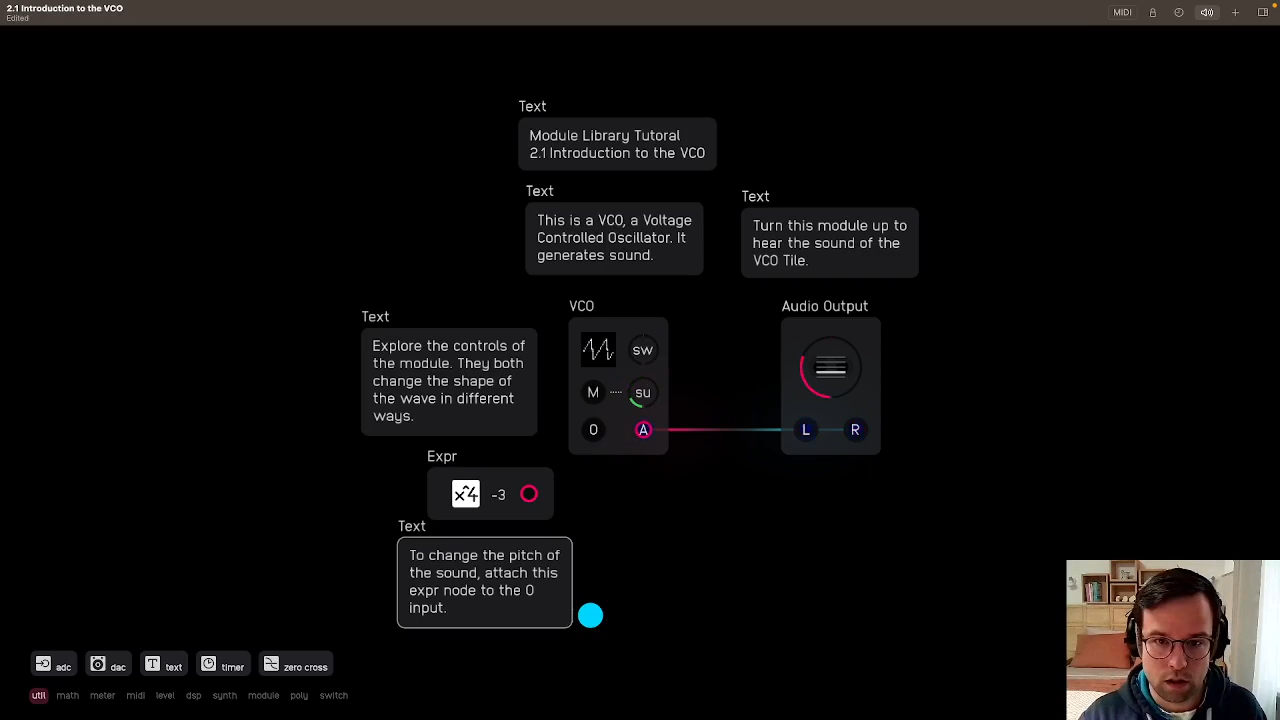 2.1 Introduction to the VCO
Edited
MIDI
Text
Module Library Tutoral
2.1 Introduction to the VCO
Text
This is a VCO, a Voltage
Controlled Oscillator. It
generates sound.
Text
Turn this module up to
hear the sound of the
VCO Tile.
Text
Explore the controls of
the module. They both
change the shape of
the wave in different
ways.
VCO
sw
M su
O A
Audio Output
L R
Expr
x^4 -3
Text
To change the pitch of
the sound, attach this
expr node to the O
input.
adc dac T text timer zero cross
util math meter midi level dsp synth module poly switch